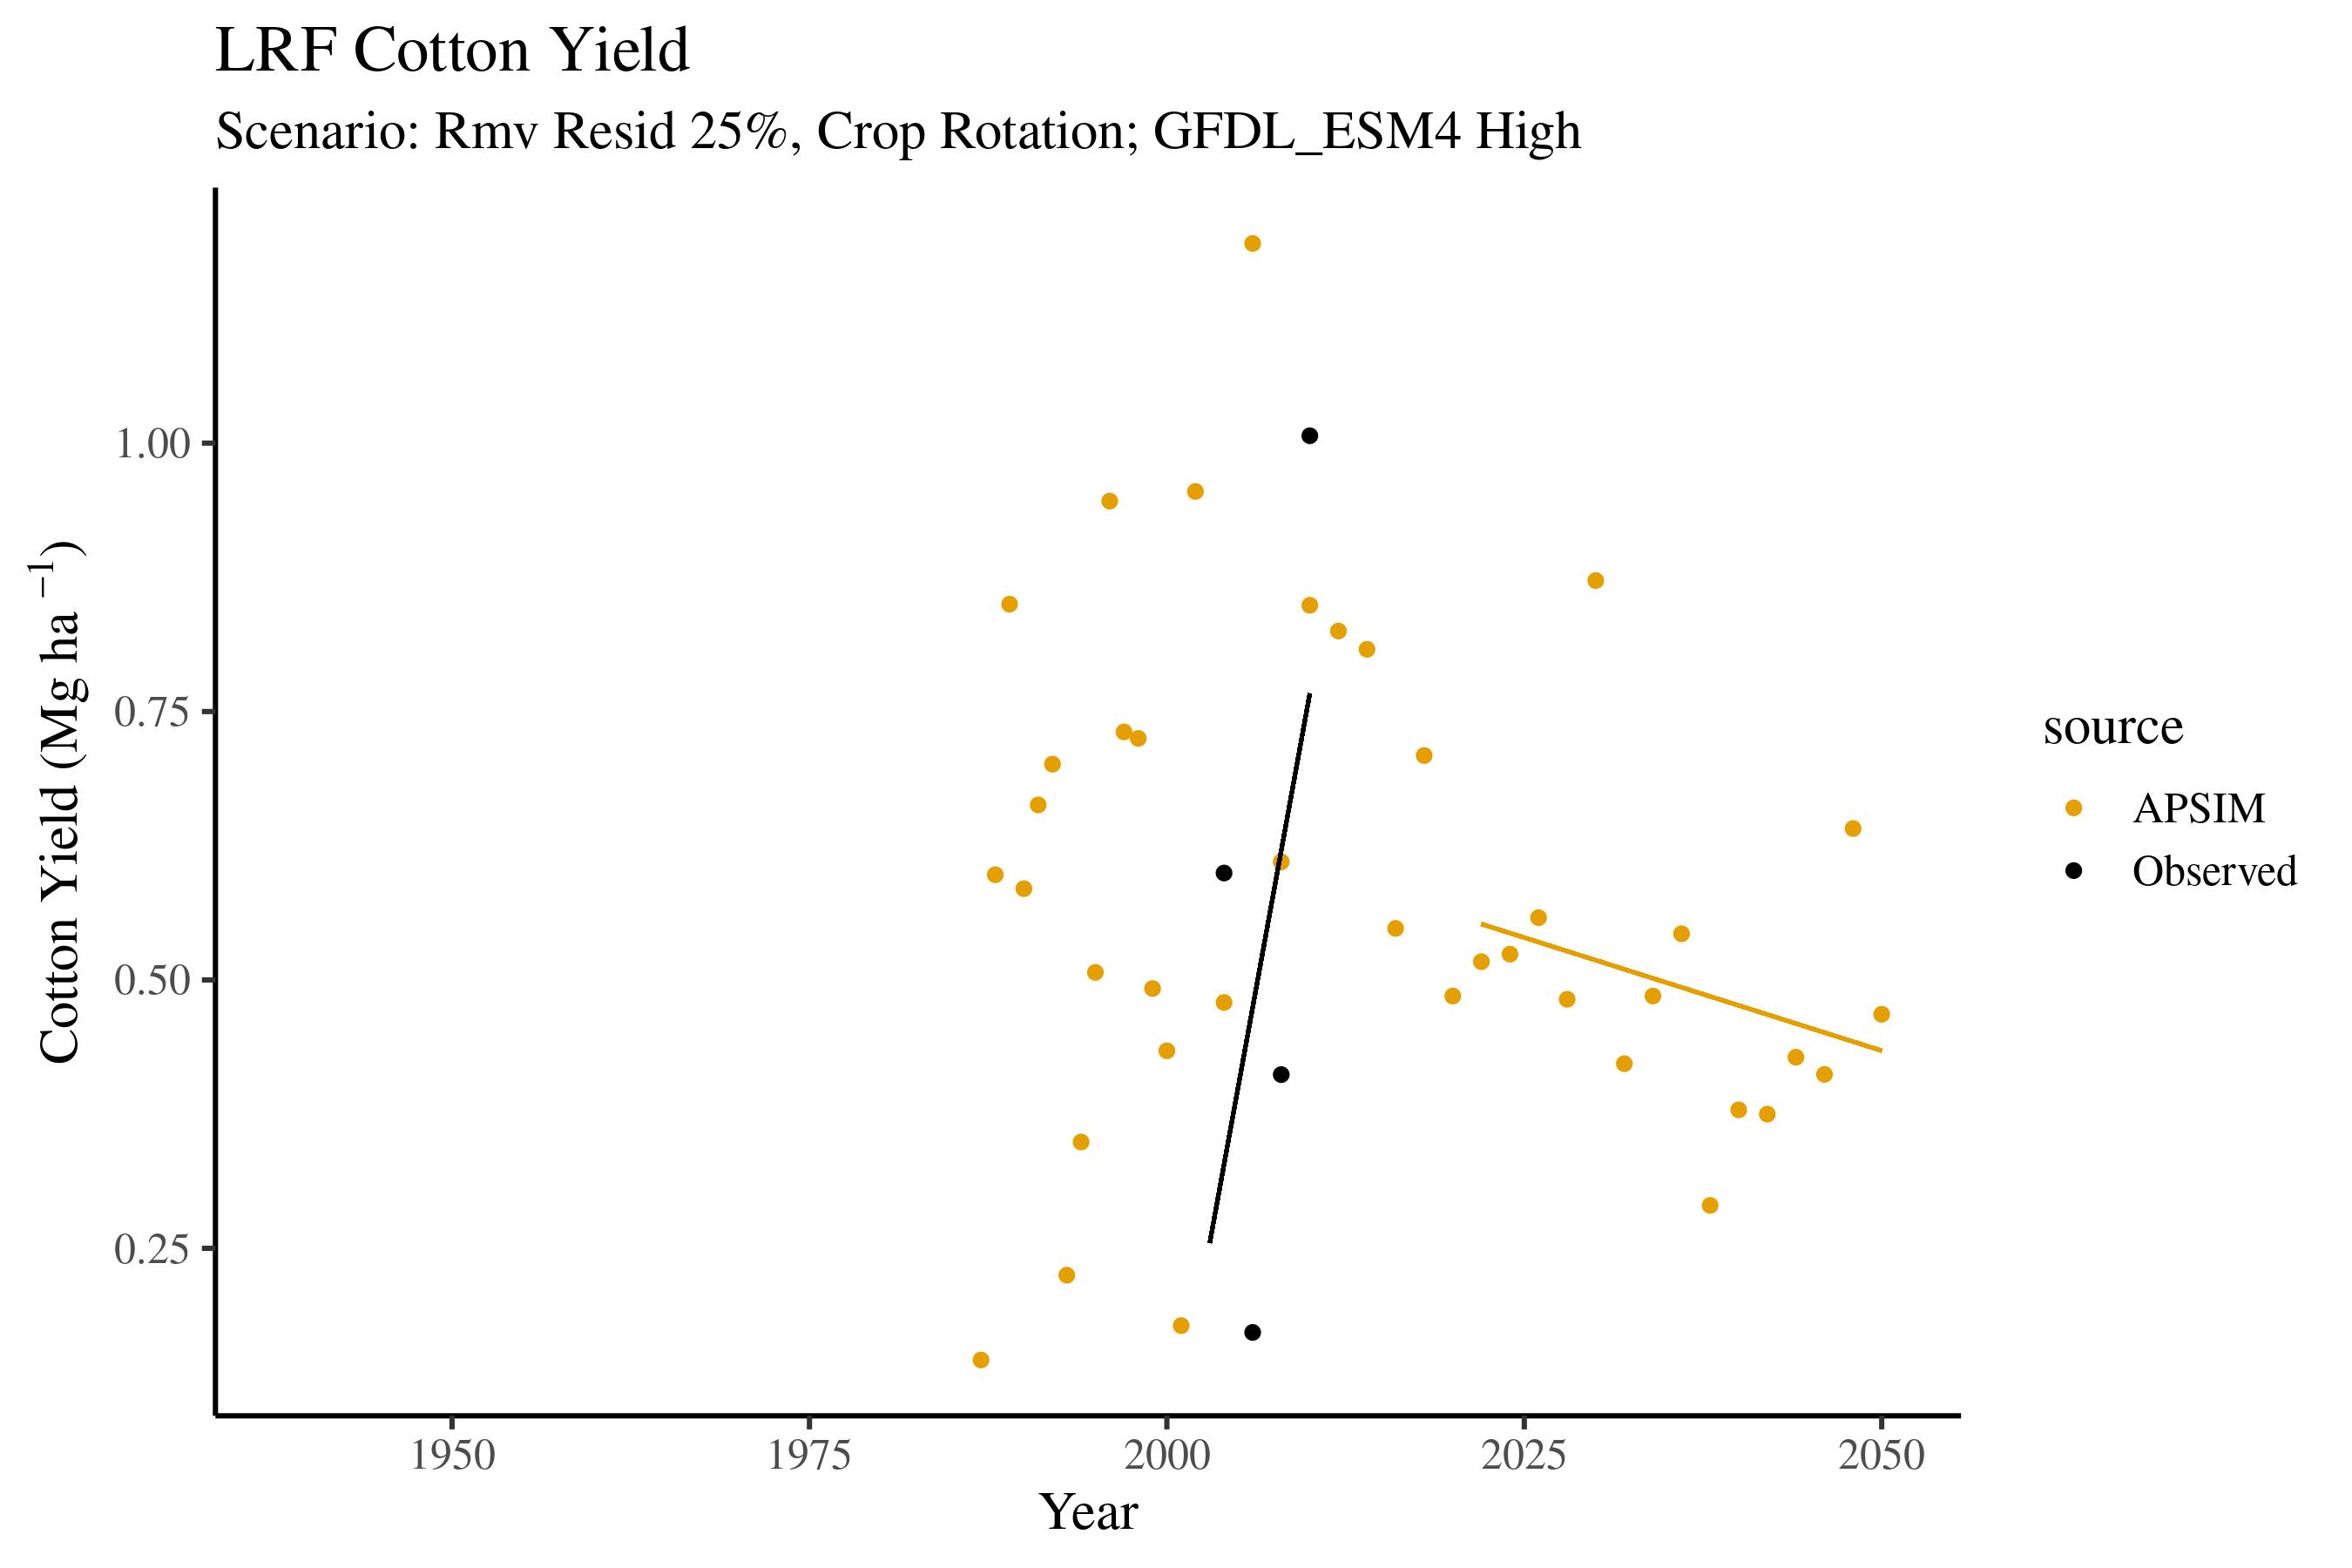 LRF Cotton Yield
Scenario: Rmv Resid 25%, Crop Rotation; GFDL_ESM4 High
Cotton Yield (Mg ha −1)
1.00
0.75
0.50
0.25
1950 1975 2000 2025 2050
Year
source
APSIM
Observed